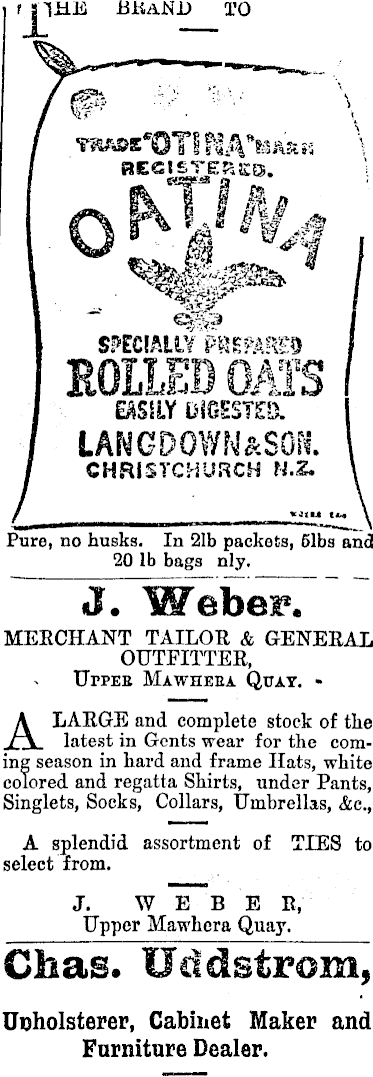 THE BRAND TO
TRADE "OTINA" MARK
REGISTERED.
OATINA
SPECIALLY PREPARED
ROLLED OATS
EASILY DIGESTED.
LANGDOWN & SON.
CHRISTCHURCH N.Z.
Pure, no husks. In 2lb packets, 5lbs and
20 lb bags nly.
J. Weber.
MERCHANT TAILOR & GENERAL
OUTFITTER,
UPPER MAWHERA QUAY.
A LARGE and complete stock of the
latest in Gents wear for the com-
ing season in hard and frame Hats, white
colored and regatta Shirts, under Pants,
Singlets, Socks, Collars, Umbrellas, &c.,
A splendid assortment of TIES to
select from.
J. WEBER,
Upper Mawhera Quay.
Chas. Uddstrom,
Upholsterer, Cabinet Maker and
Furniture Dealer.